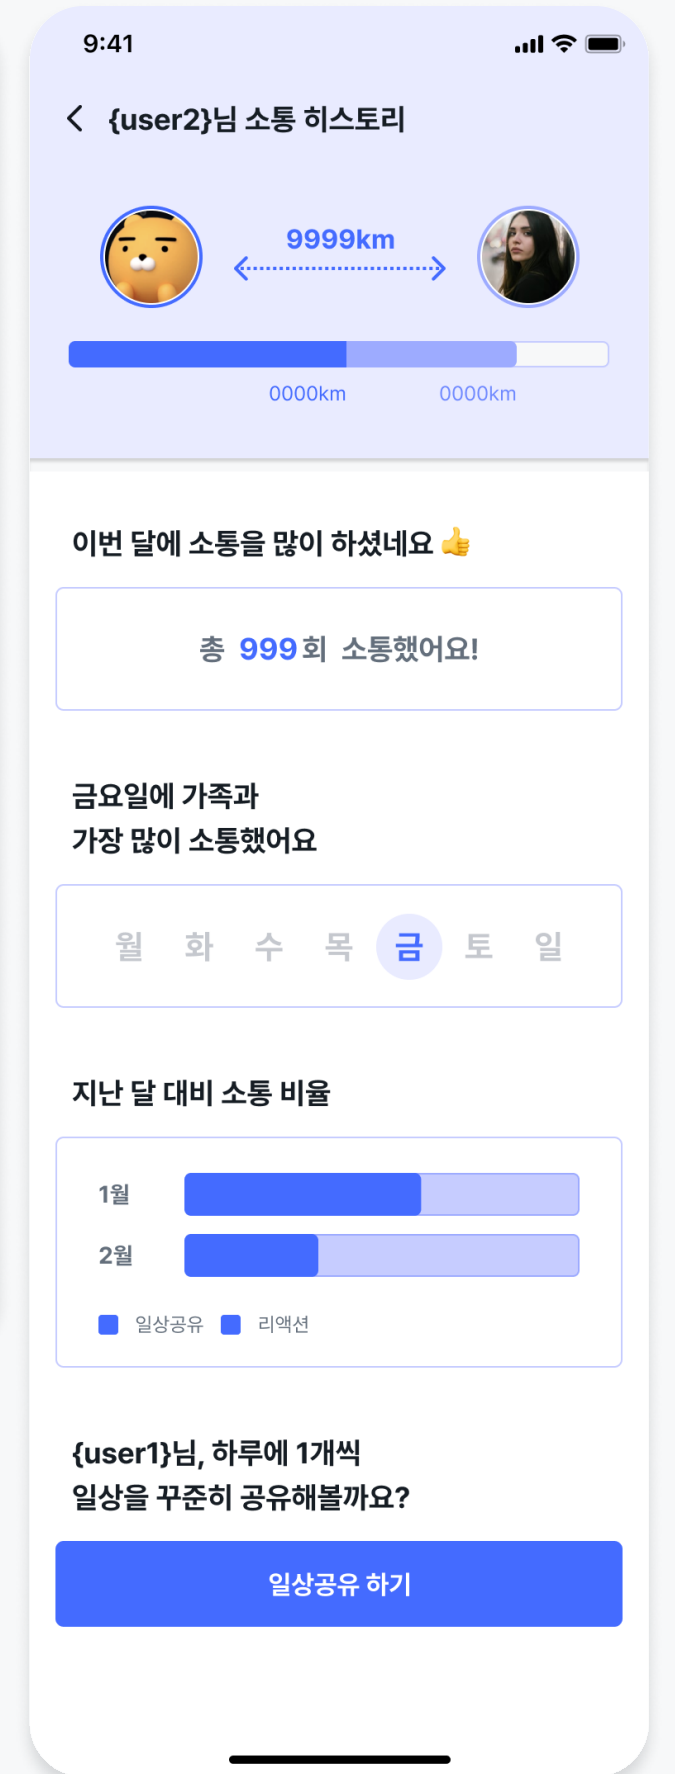 9:41
{user2}님 소통 히스토리
9999km
0000km 0000km
이번 달에 소통을 많이 하셨네요 👍
총 999회 소통했어요!
금요일에 가족과
가장 많이 소통했어요
월 화 수 목 금 토 일
지난 달 대비 소통 비율
1월
2월
일상공유 리액션
{user1}님, 하루에 1개씩
일상을 꾸준히 공유해볼까요?
일상공유 하기